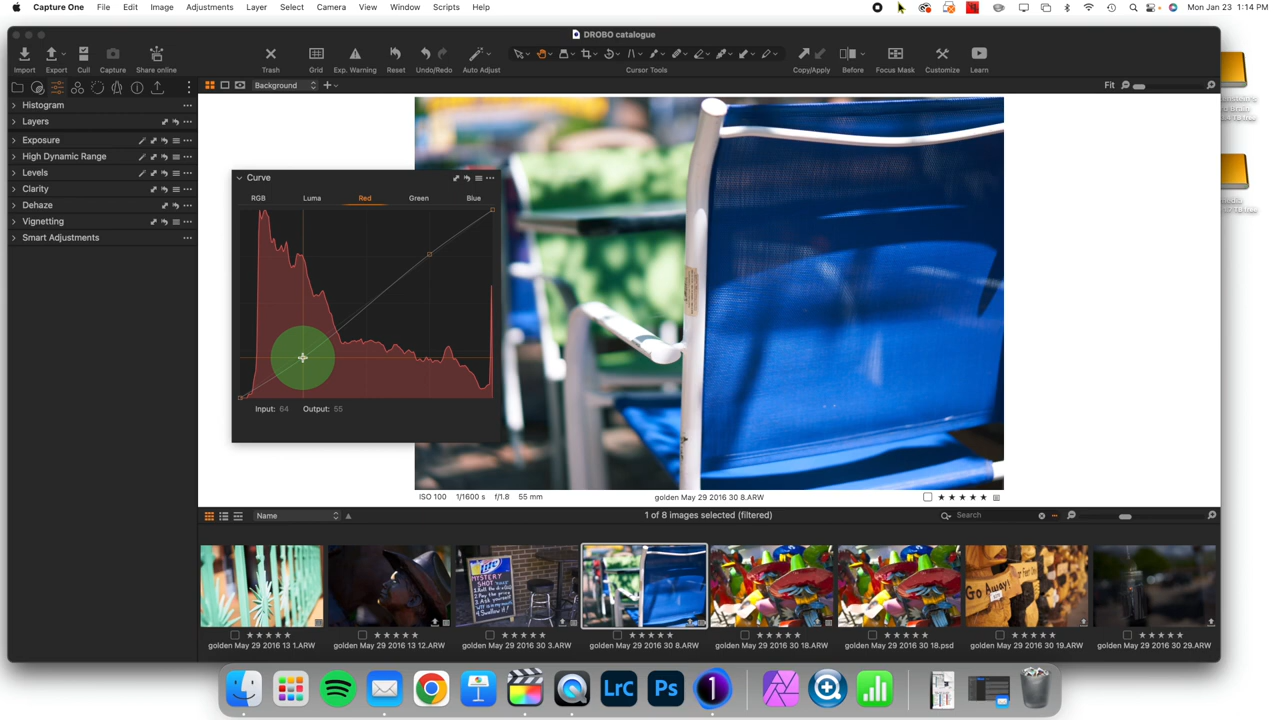 Capture One File Edit Image Adjustments Layer Select Camera View Window Scripts Help
Mon Jan 23 1:14 PM
DROBO catalogue
Import Export Cull Capture Share online
Trash Grid Exp. Warning Reset Undo/Redo Auto Adjust
Cursor Tools
Copy/Apply Before Focus Mask Customize Learn
Background
Fit
Histogram
Layers
Exposure
High Dynamic Range
Levels
Clarity
Dehaze
Vignetting
Smart Adjustments
Curve
RGB Luma Red Green Blue
Input: 64 Output: 55
ISO 100 1/1600 s f/1.8 55 mm
golden May 29 2016 30 8.ARW
Name
1 of 8 images selected (filtered)
Search
MYSTERY
SHOT
Go Away!
golden May 29 2016 13 1.ARW
golden May 29 2016 13 12.ARW
golden May 29 2016 30 3.ARW
golden May 29 2016 30 8.ARW
golden May 29 2016 30 18.ARW
golden May 29 2016 30 18.psd
golden May 29 2016 30 19.ARW
golden May 29 2016 30 29.ARW
LrC
Ps
1